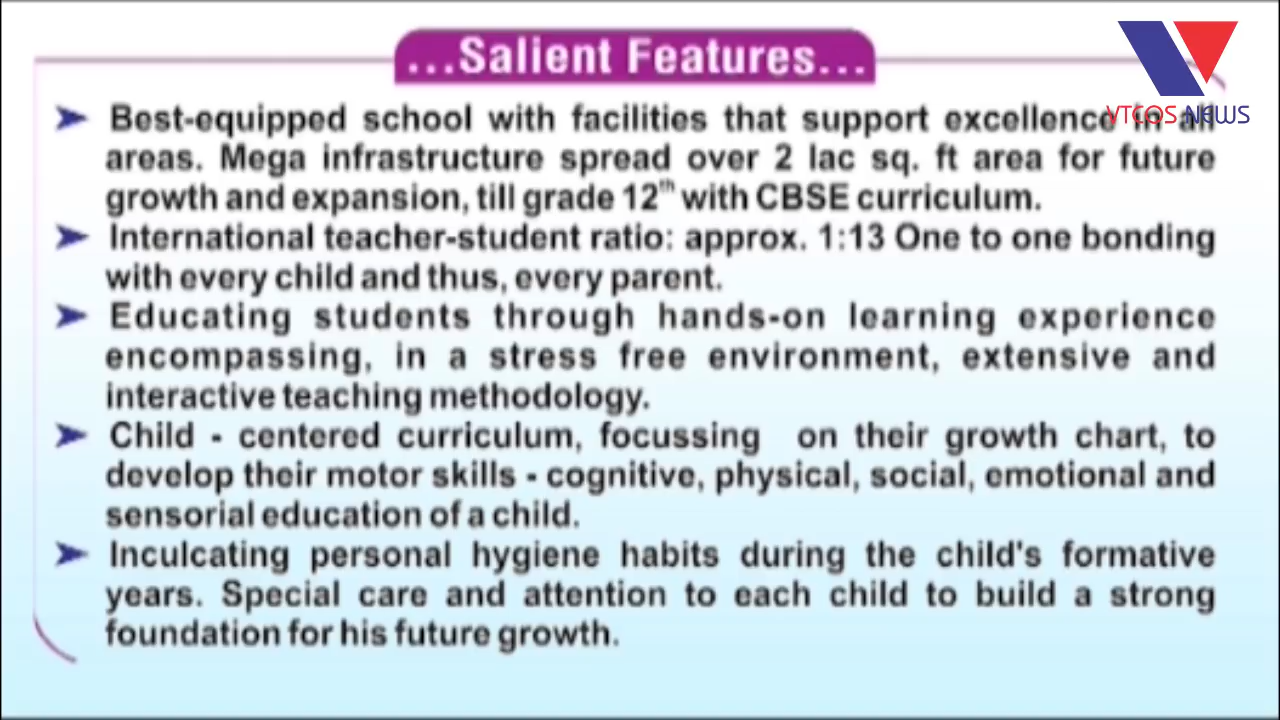 ...Salient Features...
VTCOS NEWS
➤ Best-equipped school with facilities that support excellence in all
areas. Mega infrastructure spread over 2 lac sq. ft area for future
growth and expansion, till grade 12th with CBSE curriculum.
➤ International teacher-student ratio: approx. 1:13 One to one bonding
with every child and thus, every parent.
➤ Educating students through hands-on learning experience
encompassing, in a stress free environment, extensive and
interactive teaching methodology.
➤ Child - centered curriculum, focussing on their growth chart, to
develop their motor skills - cognitive, physical, social, emotional and
sensorial education of a child.
➤ Inculcating personal hygiene habits during the child's formative
years. Special care and attention to each child to build a strong
foundation for his future growth.